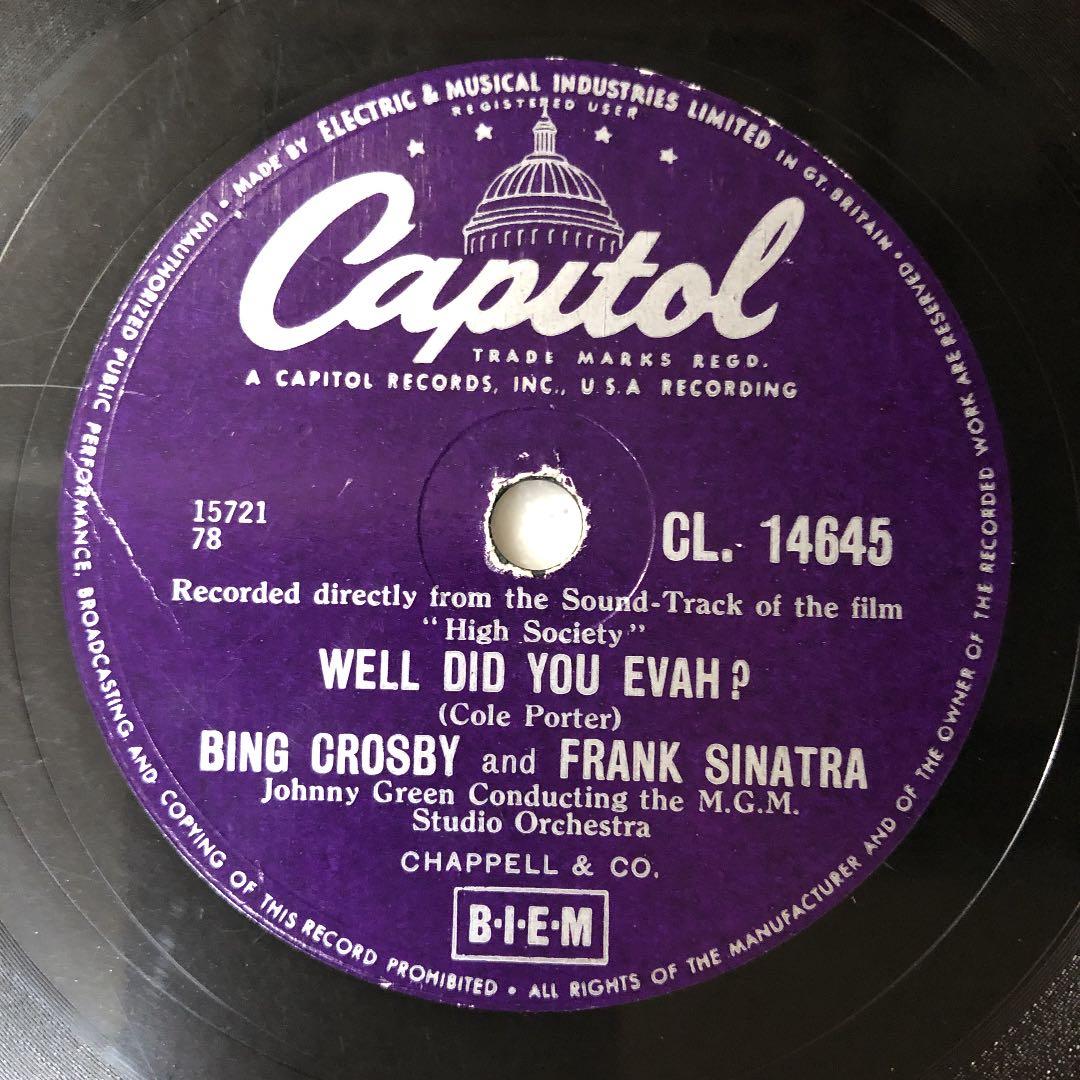 MADE BY ELECTRIC & MUSICAL INDUSTRIES LIMITED IN GT. BRITAIN •
REGISTERED USER
Capitol
TRADE MARKS REGD.
A CAPITOL RECORDS, INC., U.S.A RECORDING
15721
78
CL. 14645
Recorded directly from the Sound-Track of the film
"High Society"
WELL DID YOU EVAH?
(Cole Porter)
BING CROSBY and FRANK SINATRA
Johnny Green Conducting the M.G.M.
Studio Orchestra
CHAPPELL & CO.
B·I·E·M
ALL RIGHTS OF THE MANUFACTURER AND OF THE OWNER OF THE RECORDED WORK ARE RESERVED •
UNAUTHORIZED PUBLIC PERFORMANCE, BROADCASTING, AND COPYING OF THIS RECORD PROHIBITED •